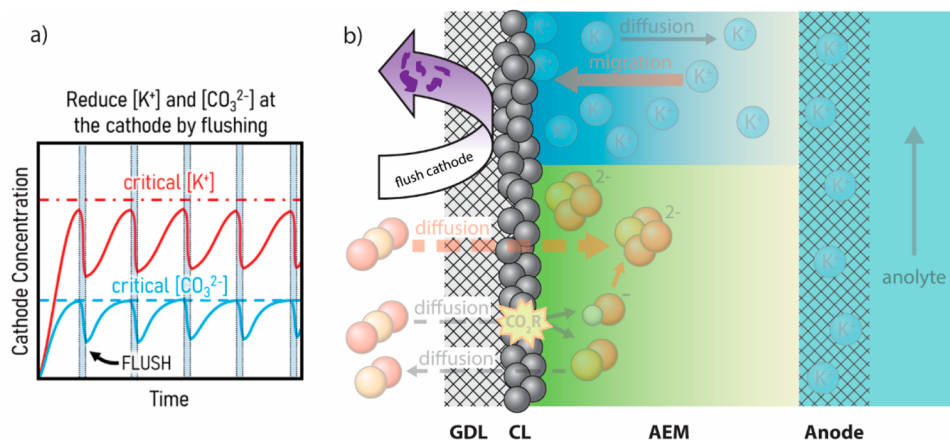 a)
Reduce [K⁺] and [CO₃²⁻] at
the cathode by flushing
critical [K⁺]
critical [CO₃²⁻]
FLUSH
Cathode Concentration
Time
b)
flush cathode
K⁺
K⁺
diffusion
K⁺
K⁺
migration
K⁺
K⁺
K
K
K⁺
K
K⁺
K⁺
K⁺
K⁺
K⁺
K⁺
K⁺
2-
2-
diffusion
-
diffusion
CO₂R
diffusion
anolyte
GDL
CL
AEM
Anode